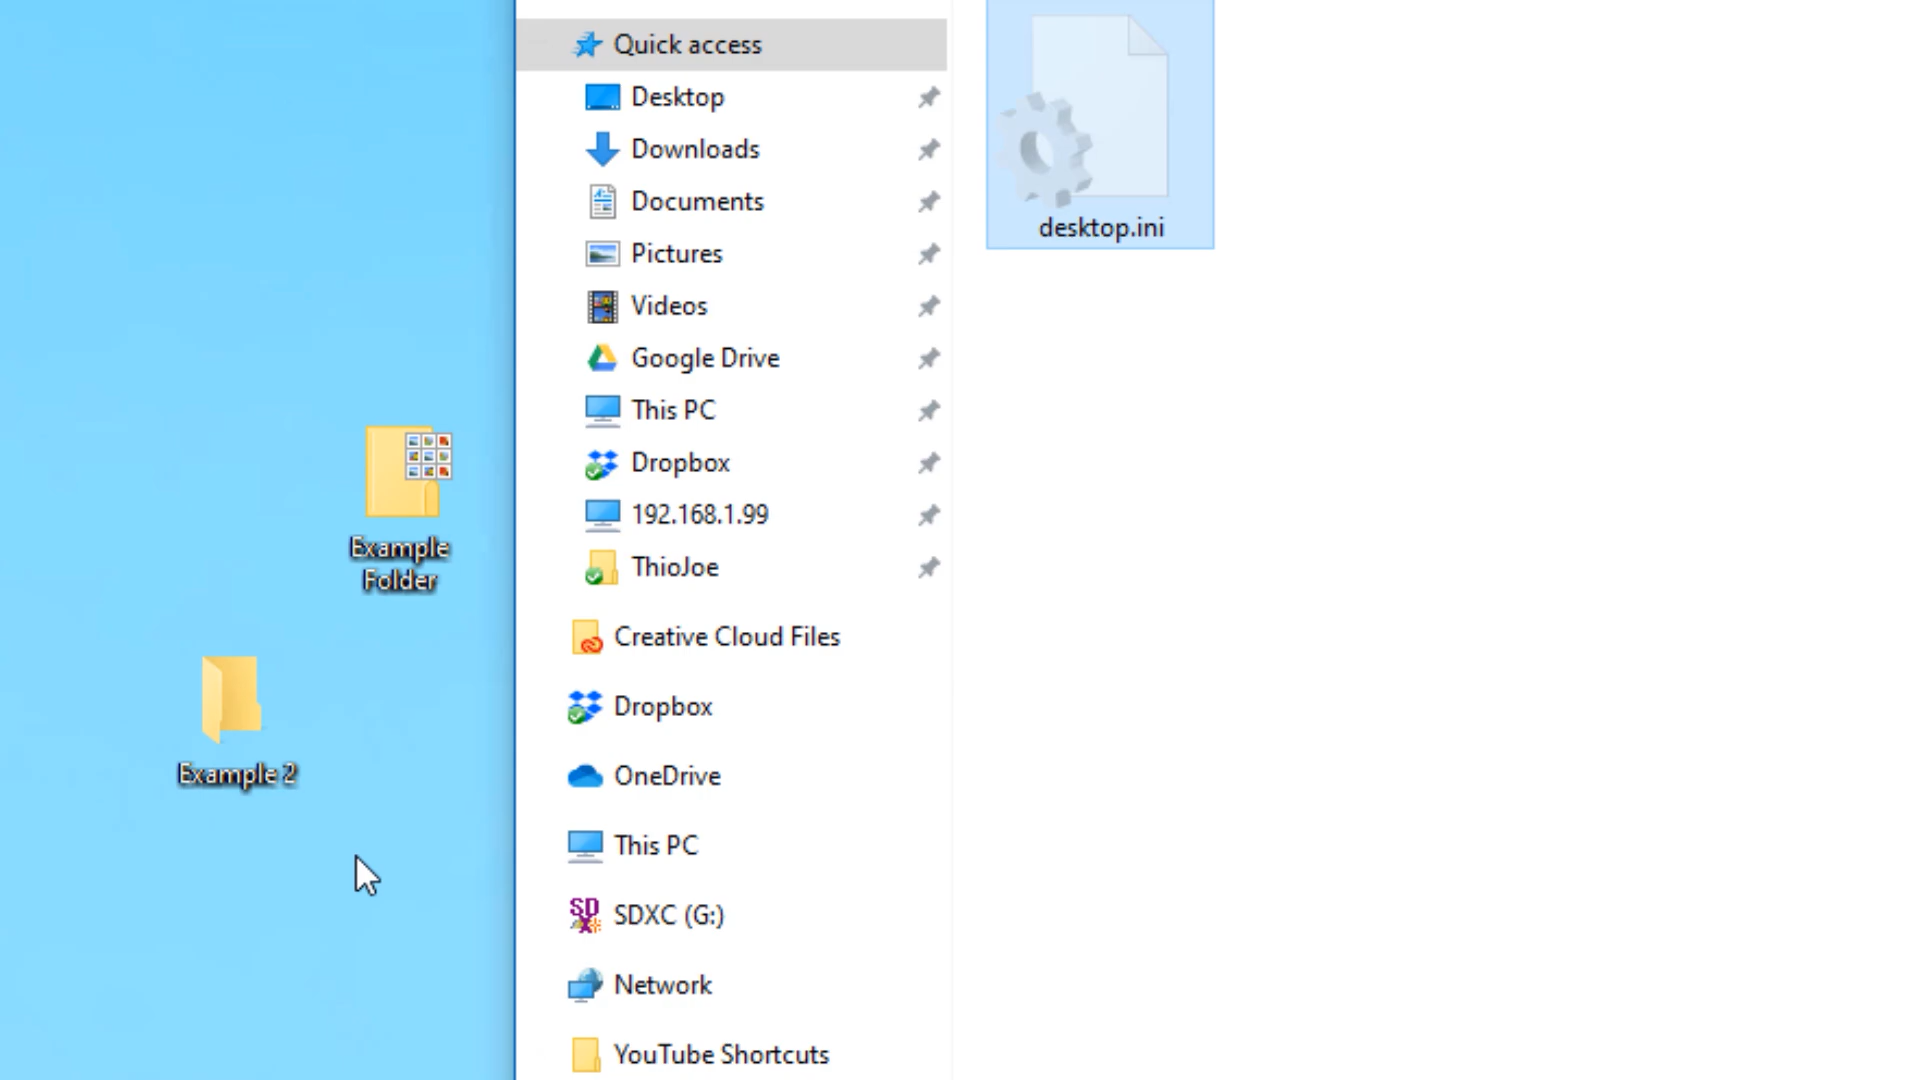 Quick access
Desktop
Downloads
Documents
Pictures
Videos
Google Drive
This PC
Dropbox
192.168.1.99
ThioJoe
Creative Cloud Files
Dropbox
OneDrive
This PC
SD
SDXC (G:)
Network
YouTube Shortcuts
desktop.ini
Example
Folder
Example 2